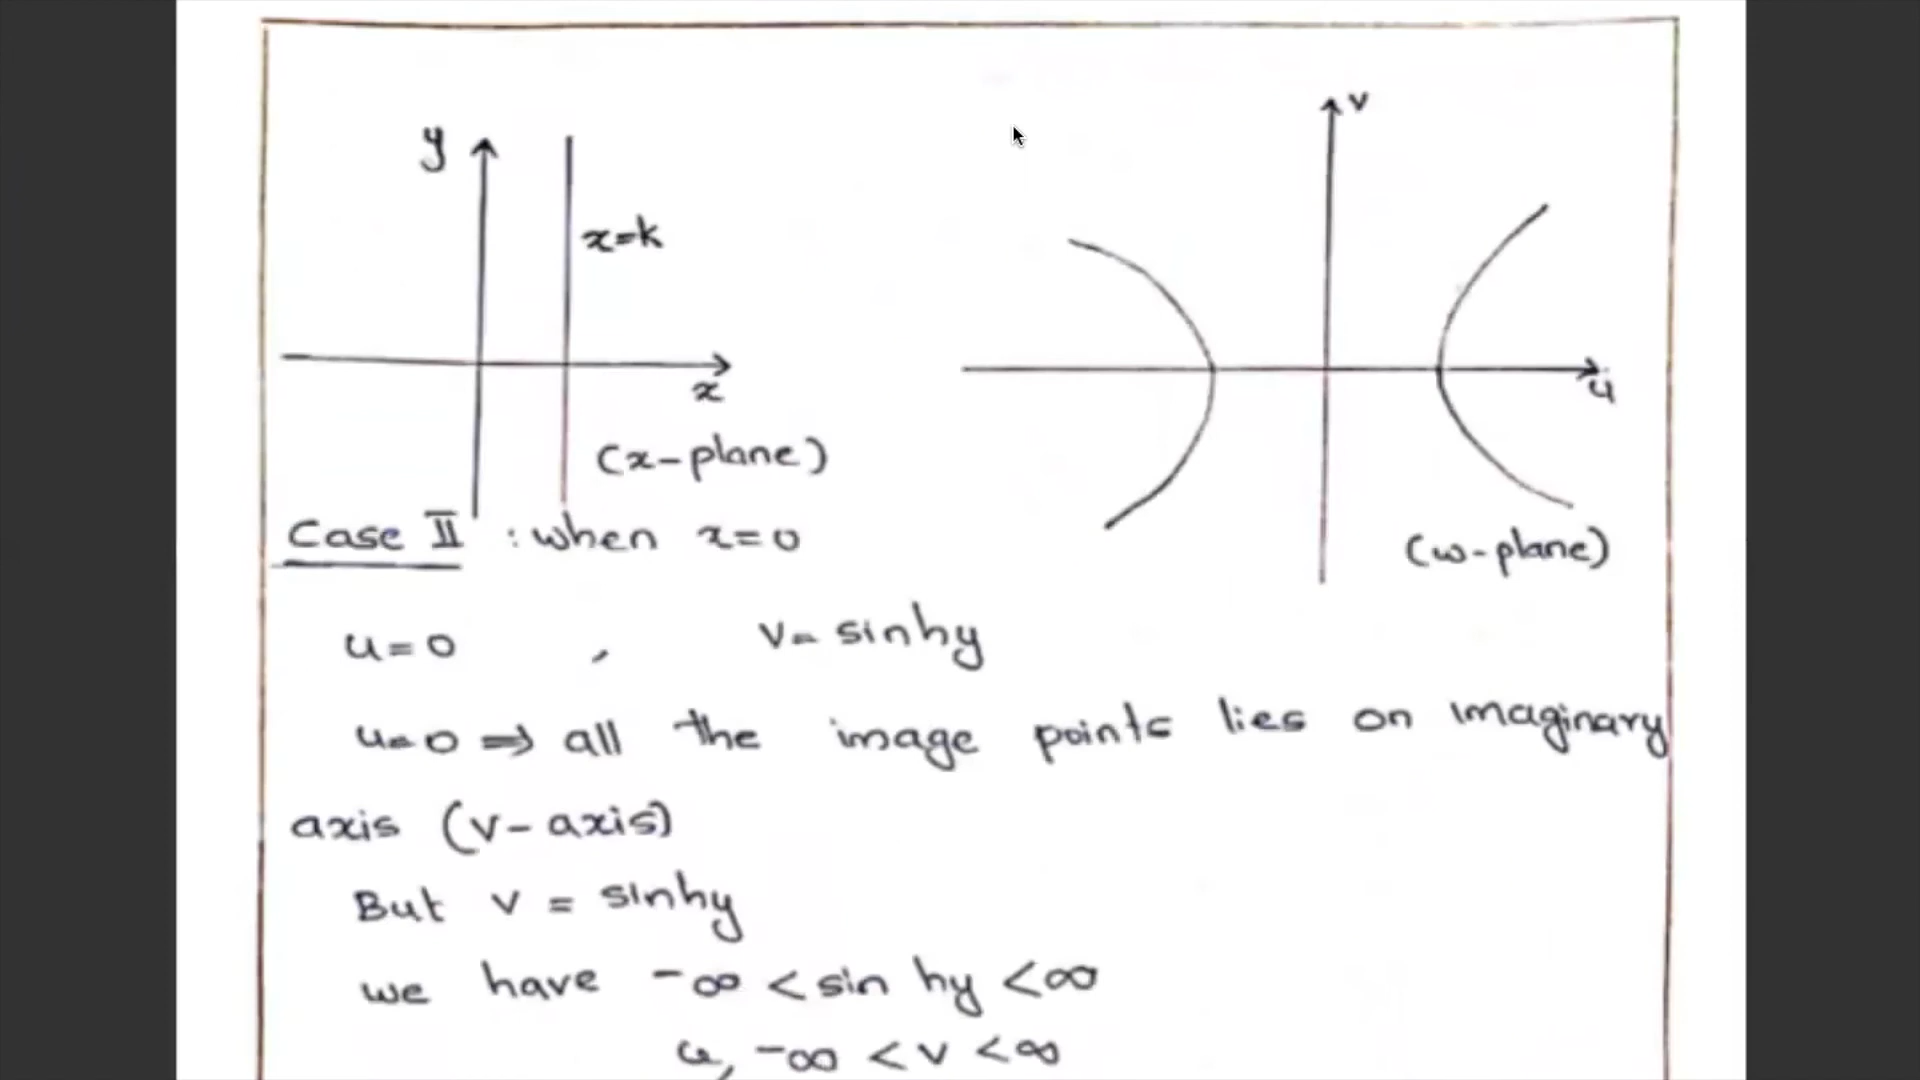 y
v
x=k
x
u
(x-plane)
Case II : when x=0
(w-plane)
u=0 , v= sinhy
u=0 ⇒ all the image points lies on imaginary
axis (v-axis)
But v = sinhy
we have -∞ < sin hy < ∞
-∞ < v < ∞